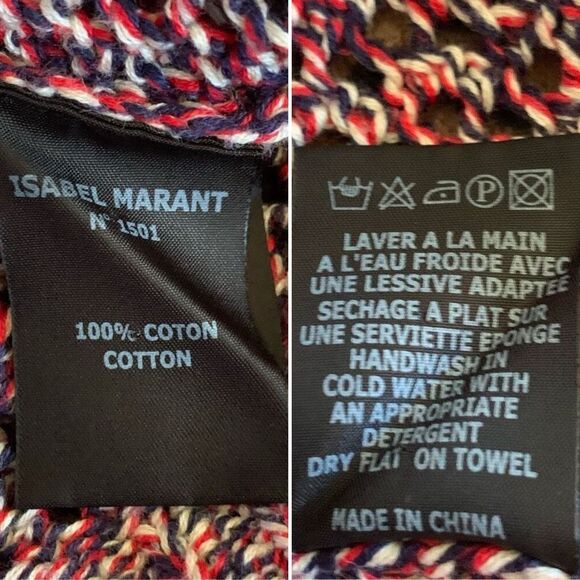 ISABEL MARANT
N° 1501
100% COTON
COTTON
P
LAVER A LA MAIN
A L'EAU FROIDE AVEC
UNE LESSIVE ADAPTEE
SECHAGE A PLAT SUR
UNE SERVIETTE EPONGE
HANDWASH IN
COLD WATER WITH
AN APPROPRIATE
DETERGENT
DRY FLAT ON TOWEL
MADE IN CHINA